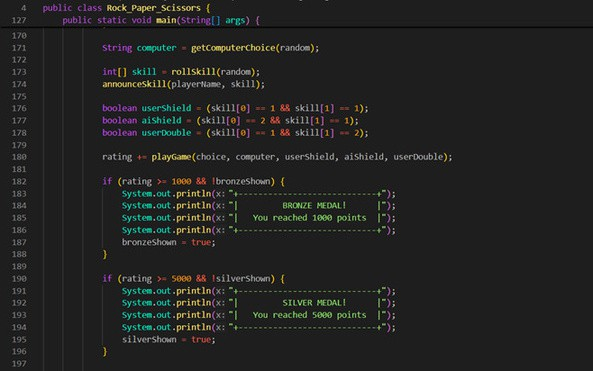 4 public class Rock_Paper_Scissors {
127 public static void main(String[] args) {
170
171 String computer = getComputerChoice(random);
172
173 int[] skill = rollSkill(random);
174 announceSkill(playerName, skill);
175
176 boolean userShield = (skill[0] == 1 && skill[1] == 1);
177 boolean aiShield = (skill[0] == 2 && skill[1] == 1);
178 boolean userDouble = (skill[0] == 1 && skill[1] == 2);
179
180 rating += playGame(choice, computer, userShield, aiShield, userDouble);
181
182 if (rating >= 1000 && !bronzeShown) {
183 System.out.println(x: "+----------------------------+");
184 System.out.println(x: "|         BRONZE MEDAL!      |");
185 System.out.println(x: "|   You reached 1000 points  |");
186 System.out.println(x: "+----------------------------+");
187 bronzeShown = true;
188 }
189
190 if (rating >= 5000 && !silverShown) {
191 System.out.println(x: "+----------------------------+");
192 System.out.println(x: "|         SILVER MEDAL!      |");
193 System.out.println(x: "|   You reached 5000 points  |");
194 System.out.println(x: "+----------------------------+");
195 silverShown = true;
196 }
197